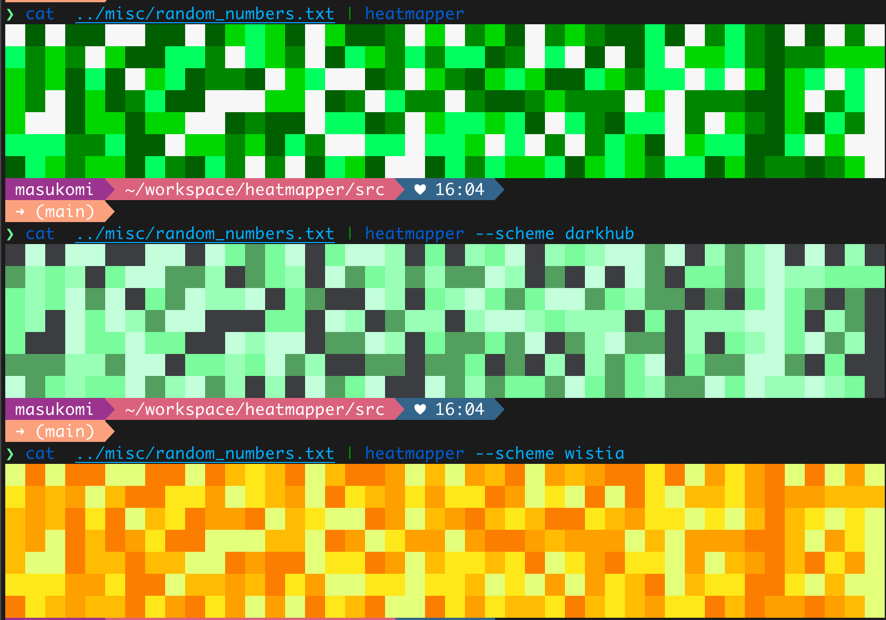 ❯ cat ../misc/random_numbers.txt | heatmapper
masukomi ~/workspace/heatmapper/src ♥ 16:04
➜ (main)
❯ cat ../misc/random_numbers.txt | heatmapper --scheme darkhub
masukomi ~/workspace/heatmapper/src ♥ 16:04
➜ (main)
❯ cat ../misc/random_numbers.txt | heatmapper --scheme wistia